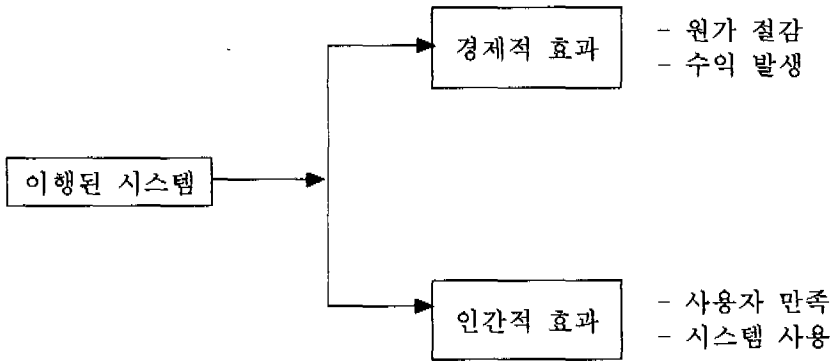 경제적 효과
- 원가 절감
- 수익 발생
이행된 시스템
인간적 효과
- 사용자 만족
- 시스템 사용